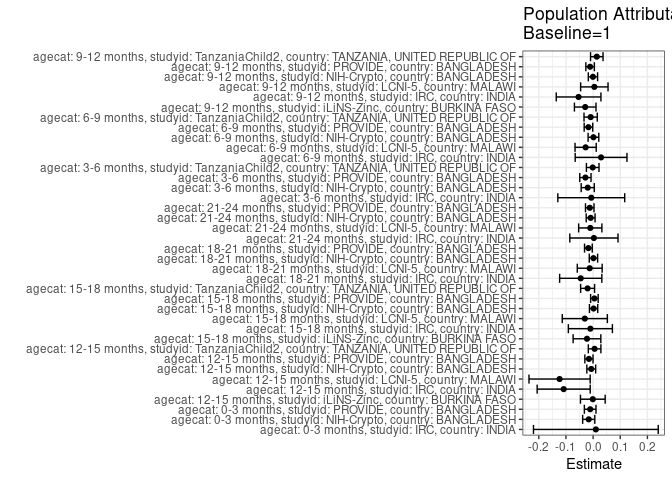 Population Attributa
Baseline=1
agecat: 9-12 months, studyid: TanzaniaChild2, country: TANZANIA, UNITED REPUBLIC OF
agecat: 9-12 months, studyid: PROVIDE, country: BANGLADESH
agecat: 9-12 months, studyid: NIH-Crypto, country: BANGLADESH
agecat: 9-12 months, studyid: LCNI-5, country: MALAWI
agecat: 9-12 months, studyid: IRC, country: INDIA
agecat: 9-12 months, studyid: iLiNS-Zinc, country: BURKINA FASO
agecat: 6-9 months, studyid: TanzaniaChild2, country: TANZANIA, UNITED REPUBLIC OF
agecat: 6-9 months, studyid: PROVIDE, country: BANGLADESH
agecat: 6-9 months, studyid: NIH-Crypto, country: BANGLADESH
agecat: 6-9 months, studyid: LCNI-5, country: MALAWI
agecat: 6-9 months, studyid: IRC, country: INDIA
agecat: 3-6 months, studyid: TanzaniaChild2, country: TANZANIA, UNITED REPUBLIC OF
agecat: 3-6 months, studyid: PROVIDE, country: BANGLADESH
agecat: 3-6 months, studyid: NIH-Crypto, country: BANGLADESH
agecat: 3-6 months, studyid: IRC, country: INDIA
agecat: 21-24 months, studyid: PROVIDE, country: BANGLADESH
agecat: 21-24 months, studyid: NIH-Crypto, country: BANGLADESH
agecat: 21-24 months, studyid: LCNI-5, country: MALAWI
agecat: 21-24 months, studyid: IRC, country: INDIA
agecat: 18-21 months, studyid: PROVIDE, country: BANGLADESH
agecat: 18-21 months, studyid: NIH-Crypto, country: BANGLADESH
agecat: 18-21 months, studyid: LCNI-5, country: MALAWI
agecat: 18-21 months, studyid: IRC, country: INDIA
agecat: 15-18 months, studyid: TanzaniaChild2, country: TANZANIA, UNITED REPUBLIC OF
agecat: 15-18 months, studyid: PROVIDE, country: BANGLADESH
agecat: 15-18 months, studyid: NIH-Crypto, country: BANGLADESH
agecat: 15-18 months, studyid: LCNI-5, country: MALAWI
agecat: 15-18 months, studyid: IRC, country: INDIA
agecat: 15-18 months, studyid: iLiNS-Zinc, country: BURKINA FASO
agecat: 12-15 months, studyid: TanzaniaChild2, country: TANZANIA, UNITED REPUBLIC OF
agecat: 12-15 months, studyid: PROVIDE, country: BANGLADESH
agecat: 12-15 months, studyid: NIH-Crypto, country: BANGLADESH
agecat: 12-15 months, studyid: LCNI-5, country: MALAWI
agecat: 12-15 months, studyid: IRC, country: INDIA
agecat: 12-15 months, studyid: iLiNS-Zinc, country: BURKINA FASO
agecat: 0-3 months, studyid: PROVIDE, country: BANGLADESH
agecat: 0-3 months, studyid: NIH-Crypto, country: BANGLADESH
agecat: 0-3 months, studyid: IRC, country: INDIA
-0.2 -0.1 0.0 0.1 0.2
Estimate